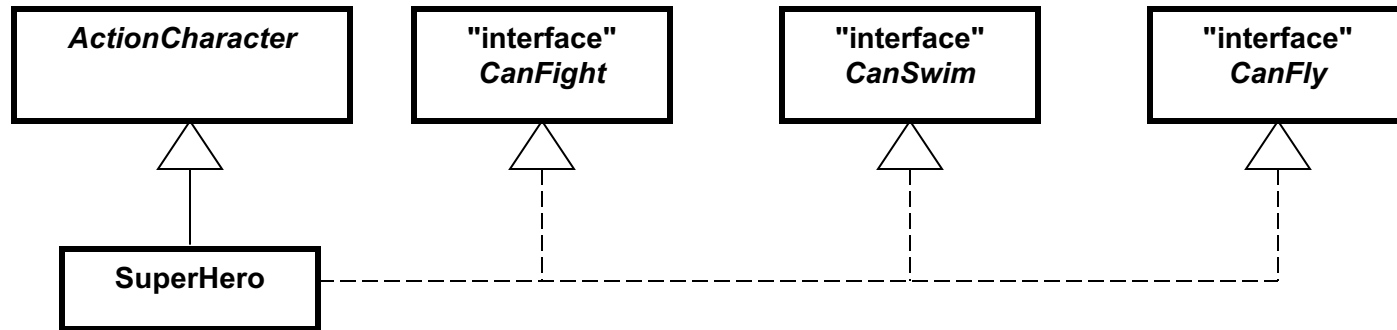 ActionCharacter
"interface"
CanFight
"interface"
CanSwim
"interface"
CanFly
SuperHero